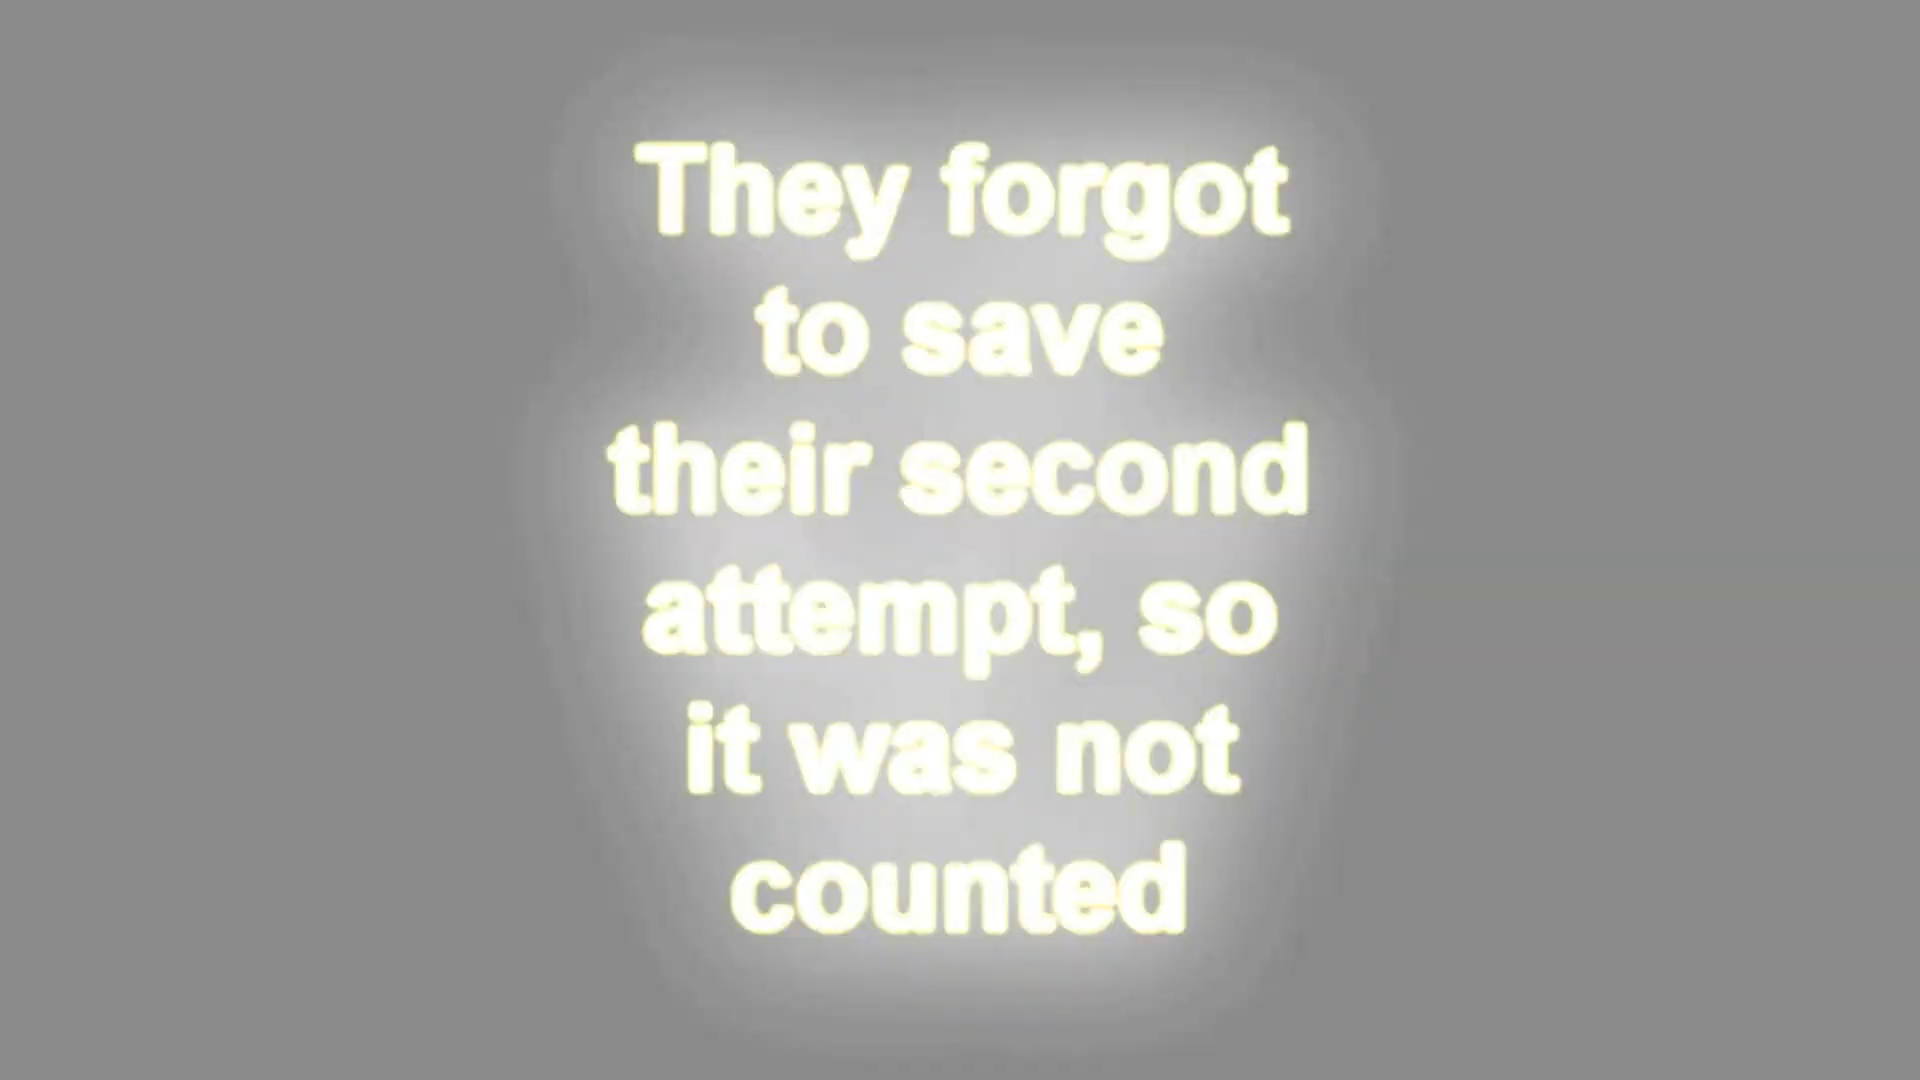 They forgot
to save
their second
attempt, so
it was not
counted